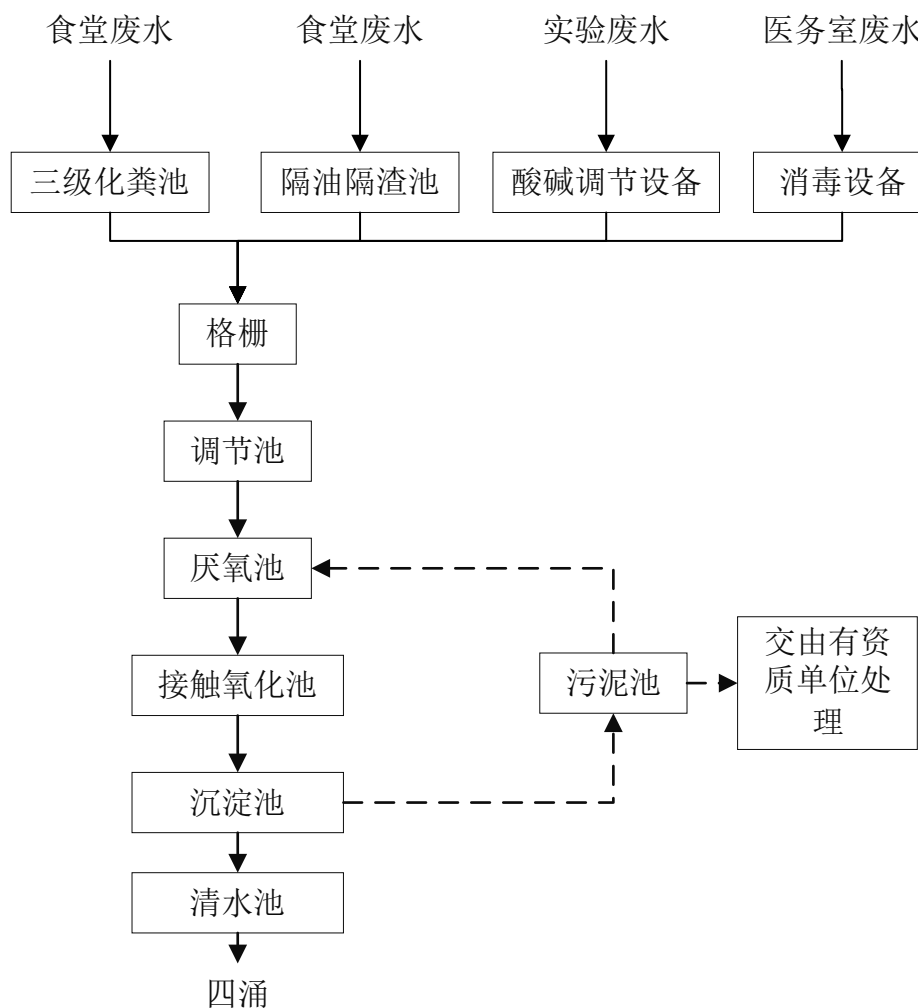 食堂废水
食堂废水
实验废水
医务室废水
三级化粪池
隔油隔渣池
酸碱调节设备
消毒设备
格栅
调节池
厌氧池
接触氧化池
污泥池
交由有资
质单位处
理
沉淀池
清水池
四涌